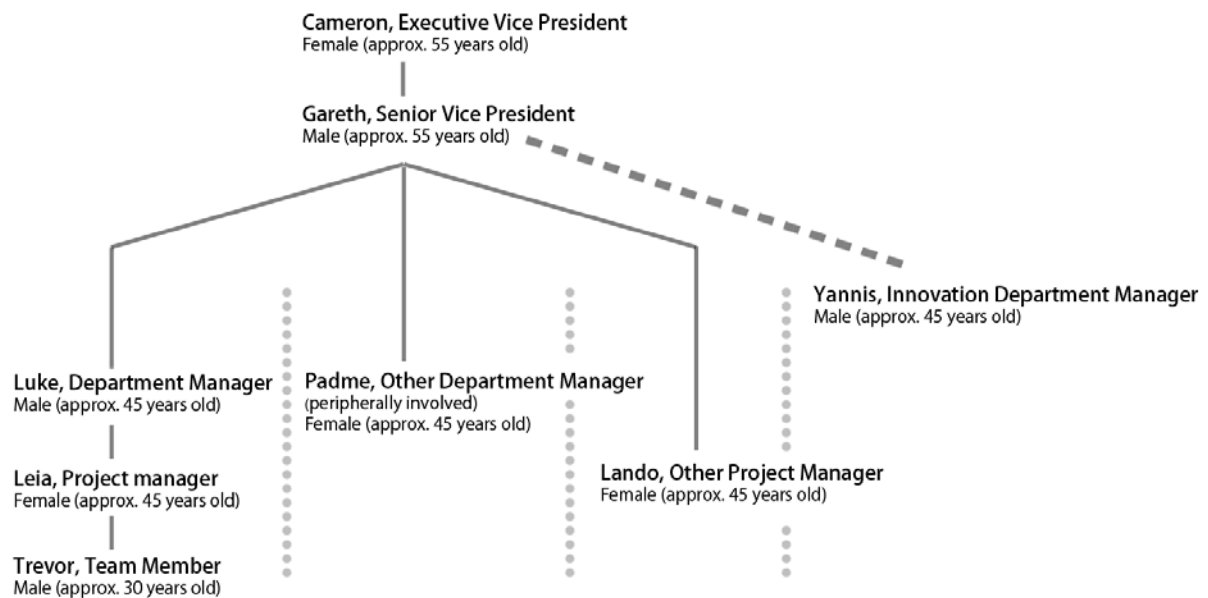 Cameron, Executive Vice President
Female (approx. 55 years old)
Gareth, Senior Vice President
Male (approx. 55 years old)
Yannis, Innovation Department Manager
Male (approx. 45 years old)
Luke, Department Manager
Male (approx. 45 years old)
Padme, Other Department Manager
(peripherally involved)
Female (approx. 45 years old)
Leia, Project manager
Female (approx. 45 years old)
Lando, Other Project Manager
Female (approx. 45 years old)
Trevor, Team Member
Male (approx. 30 years old)